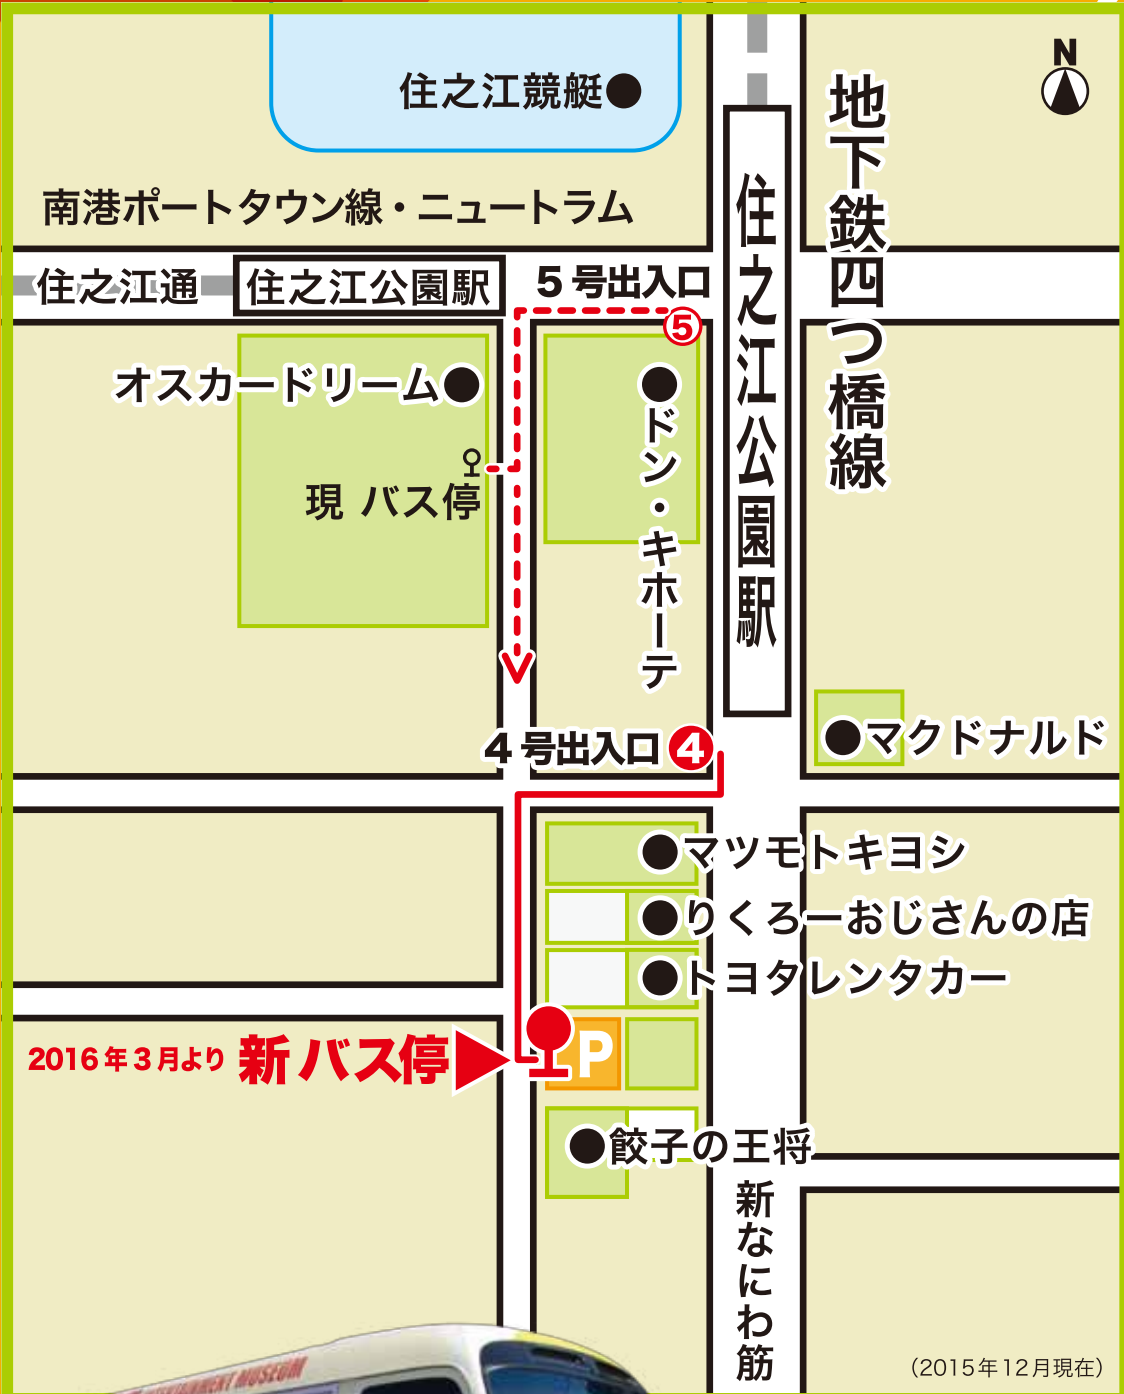 N
住之江競艇
地下鉄四つ橋線
南港ポートタウン線・ニュートラム
住之江通
住之江公園駅
5号出入口
5
住之江公園駅
オスカードリーム
ドン・キホーテ
現 バス停
4号出入口
4
マクドナルド
マツモトキヨシ
りくろーおじさんの店
トヨタレンタカー
2016年3月より 新バス停
P
餃子の王将
新なにわ筋
(2015年12月現在)
ENTERTAINMENT MUSEUM